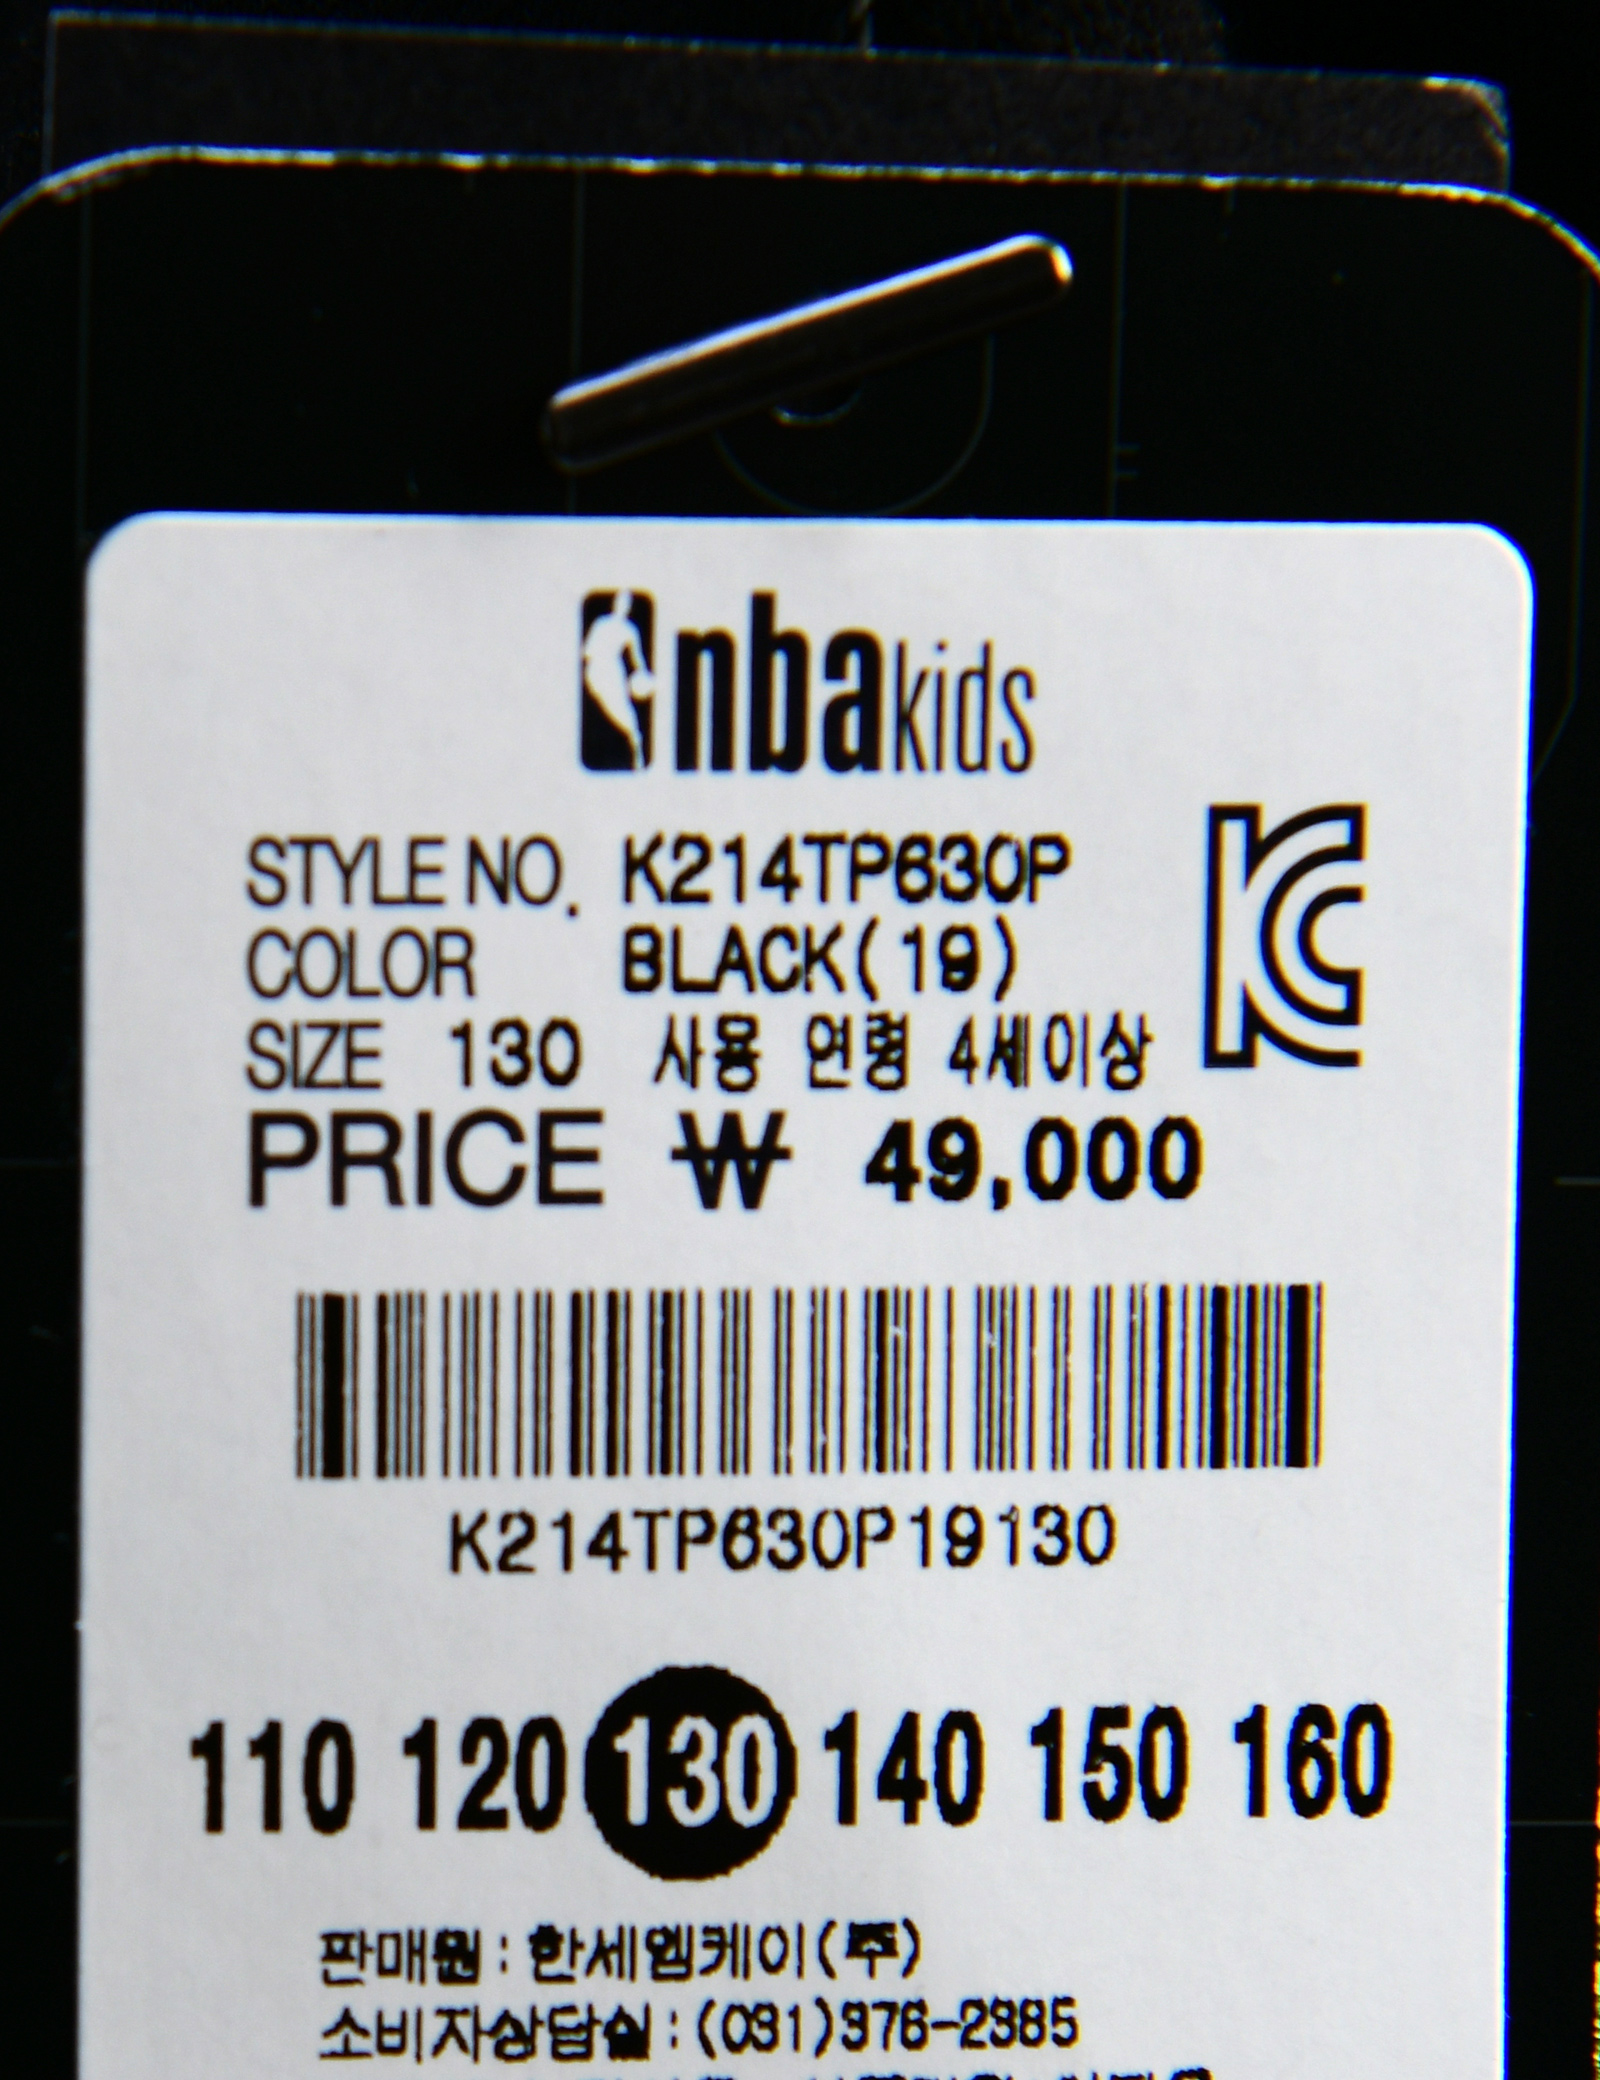 nbakids
STYLE NO. K214TP630P
COLOR BLACK(19)
SIZE 130 사용 연령 4세이상
PRICE ₩ 49,000
K214TP630P19130
110 120 130 140 150 160
판매원 : 한세엠케이(주)
소비자상담실 : (031)376-2385